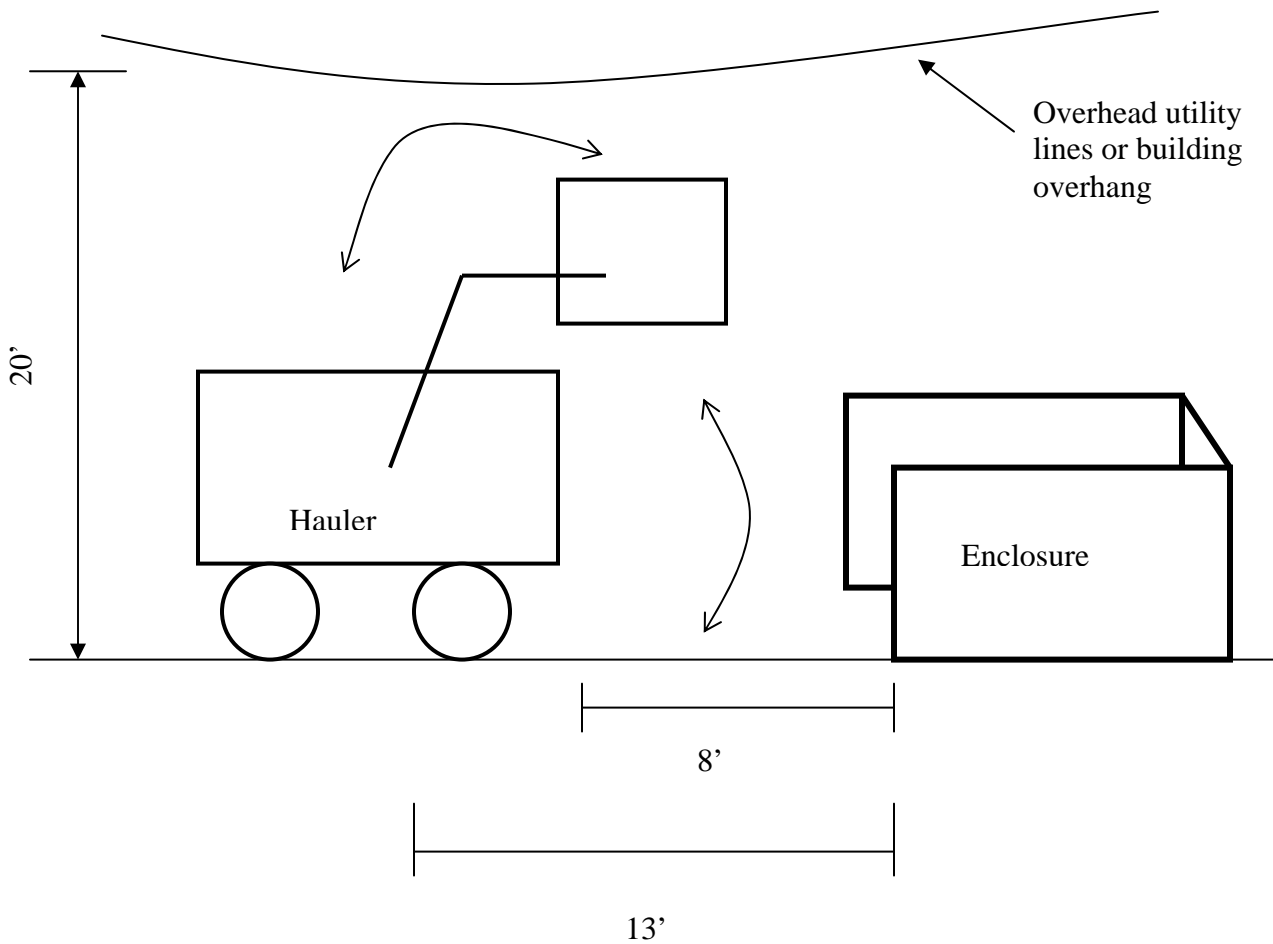 Overhead utility
lines or building
overhang
20’
Hauler
Enclosure
8’
13’